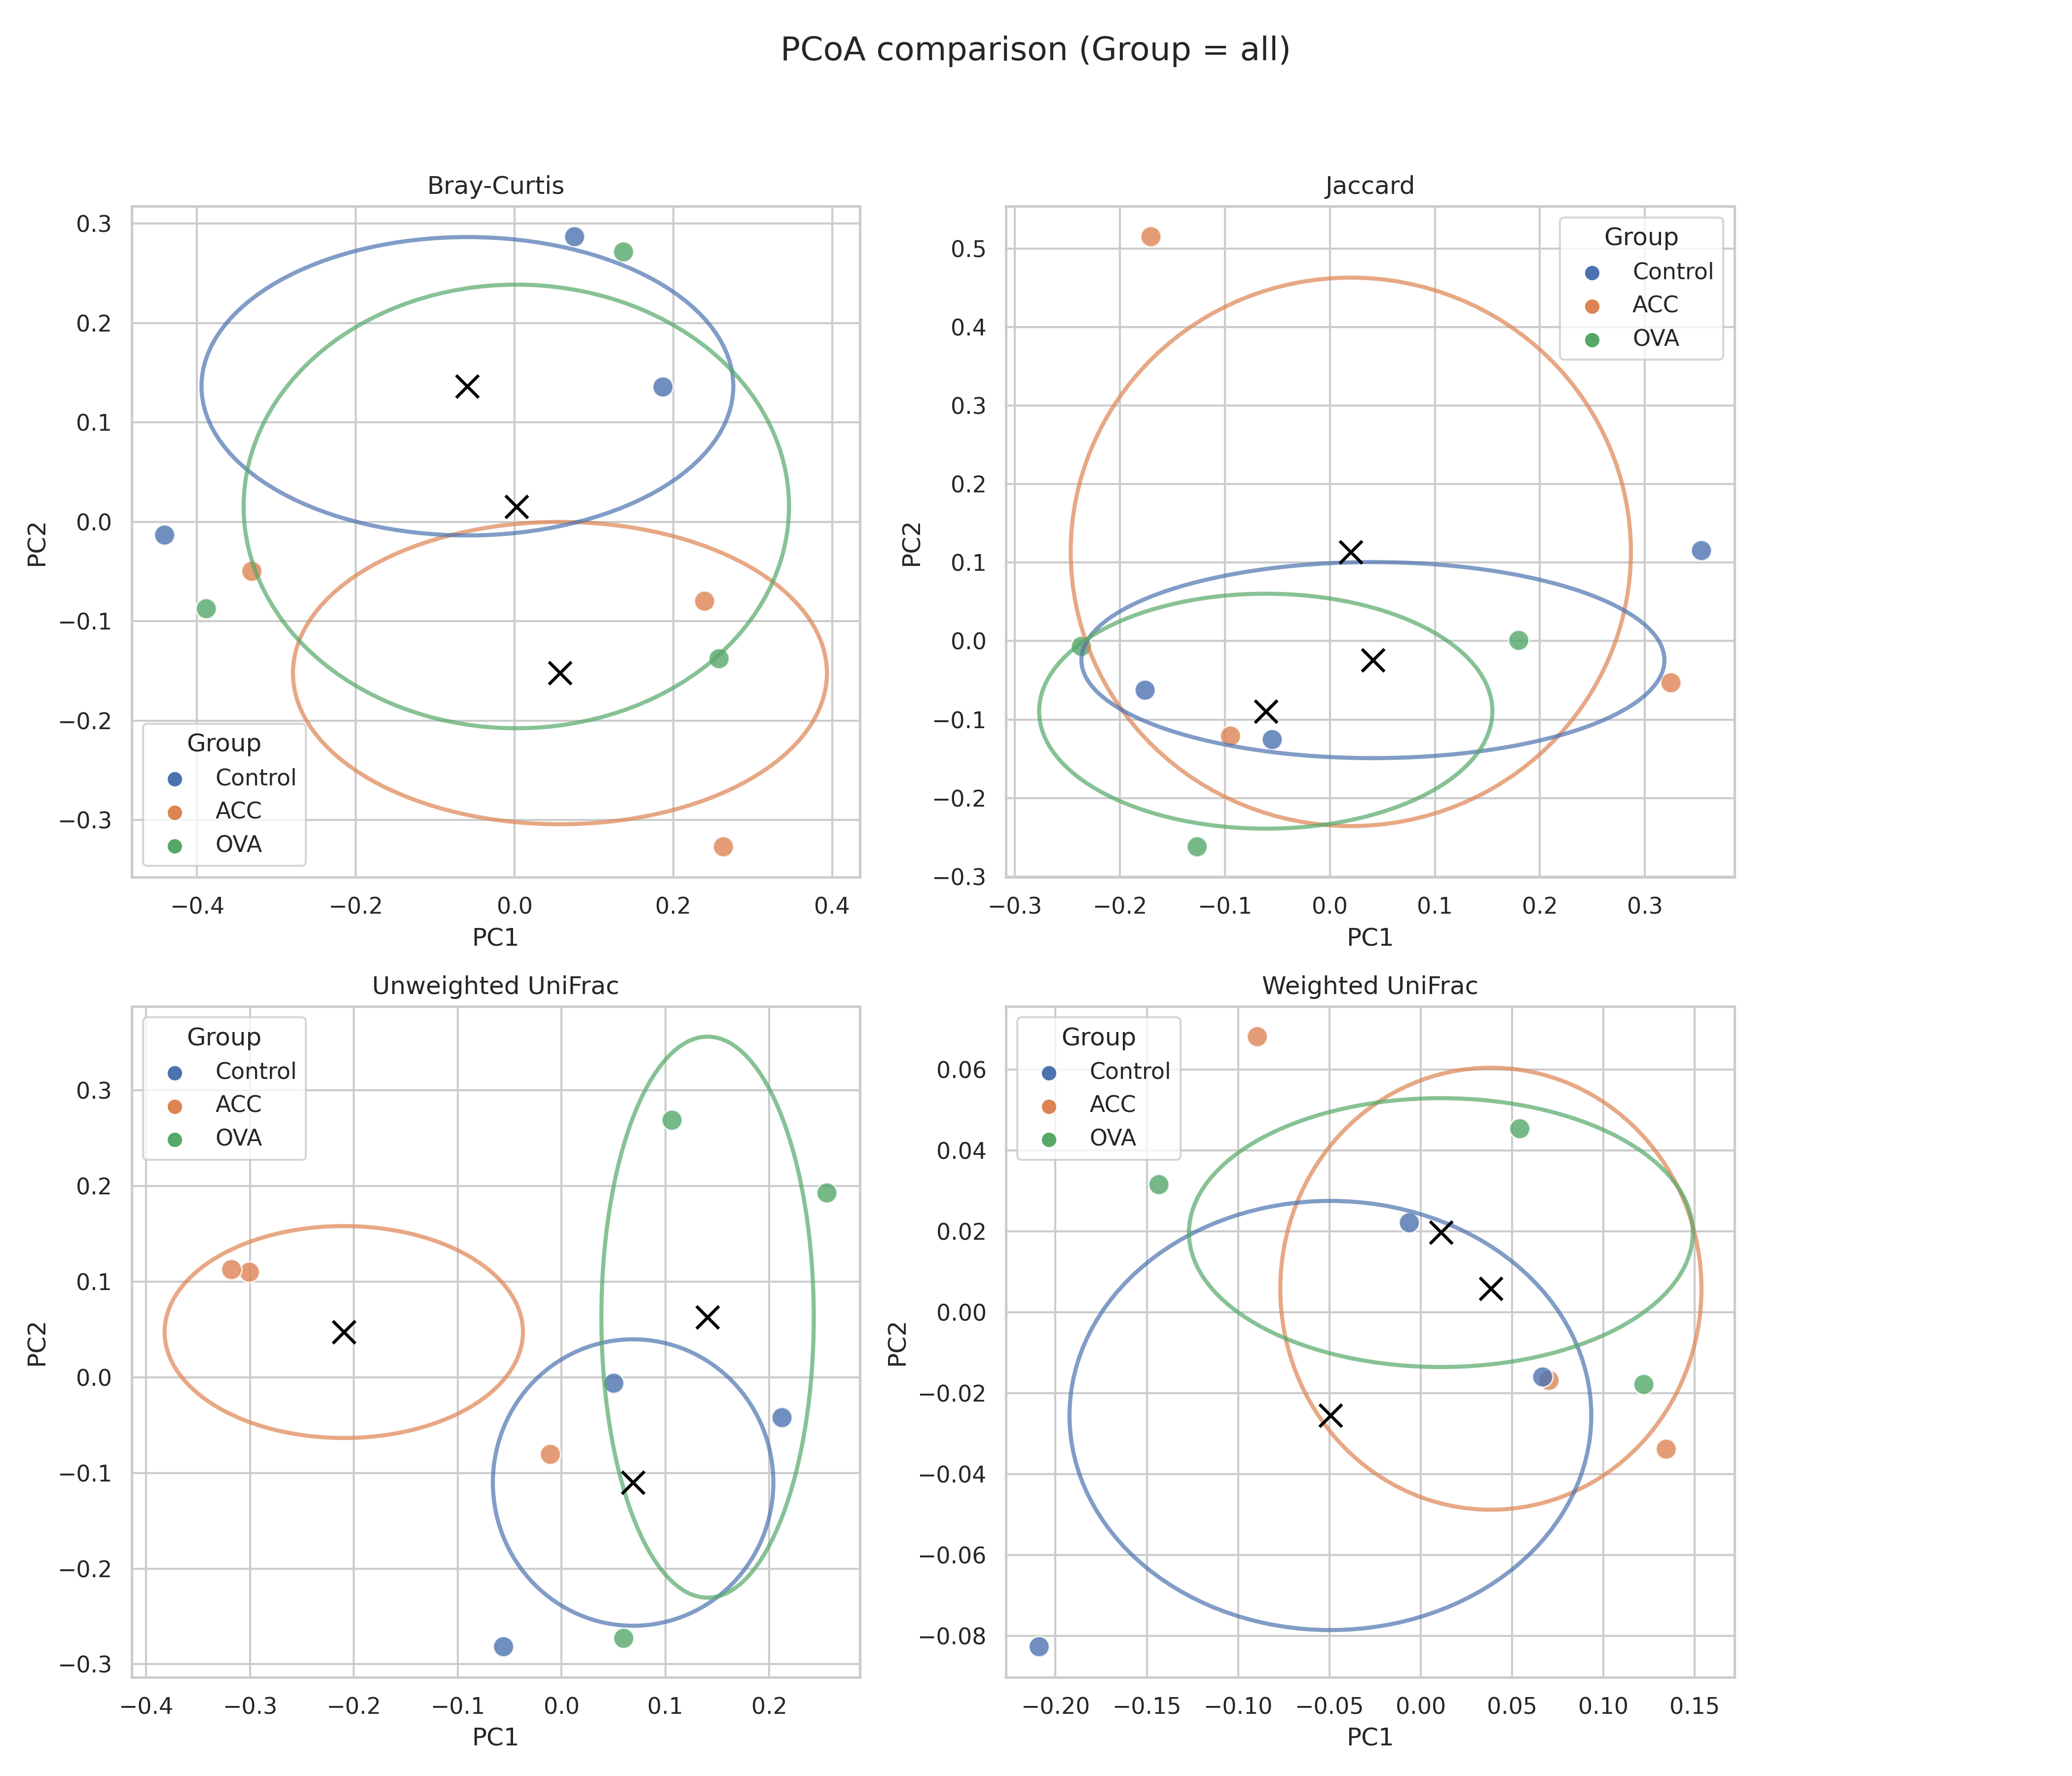 PCoA comparison (Group = all)
Bray-Curtis
0.3
0.2
0.1
0.0
−0.1
−0.2
−0.3
PC2
Group
Control
ACC
OVA
−0.4
−0.2
0.0
0.2
0.4
PC1
Jaccard
0.5
0.4
0.3
0.2
0.1
0.0
−0.1
−0.2
−0.3
PC2
Group
Control
ACC
OVA
−0.3
−0.2
−0.1
0.0
0.1
0.2
0.3
PC1
Unweighted UniFrac
0.3
0.2
0.1
0.0
−0.1
−0.2
−0.3
PC2
Group
Control
ACC
OVA
−0.4
−0.3
−0.2
−0.1
0.0
0.1
0.2
PC1
Weighted UniFrac
0.06
0.04
0.02
0.00
−0.02
−0.04
−0.06
−0.08
PC2
Group
Control
ACC
OVA
−0.20
−0.15
−0.10
−0.05
0.00
0.05
0.10
0.15
PC1